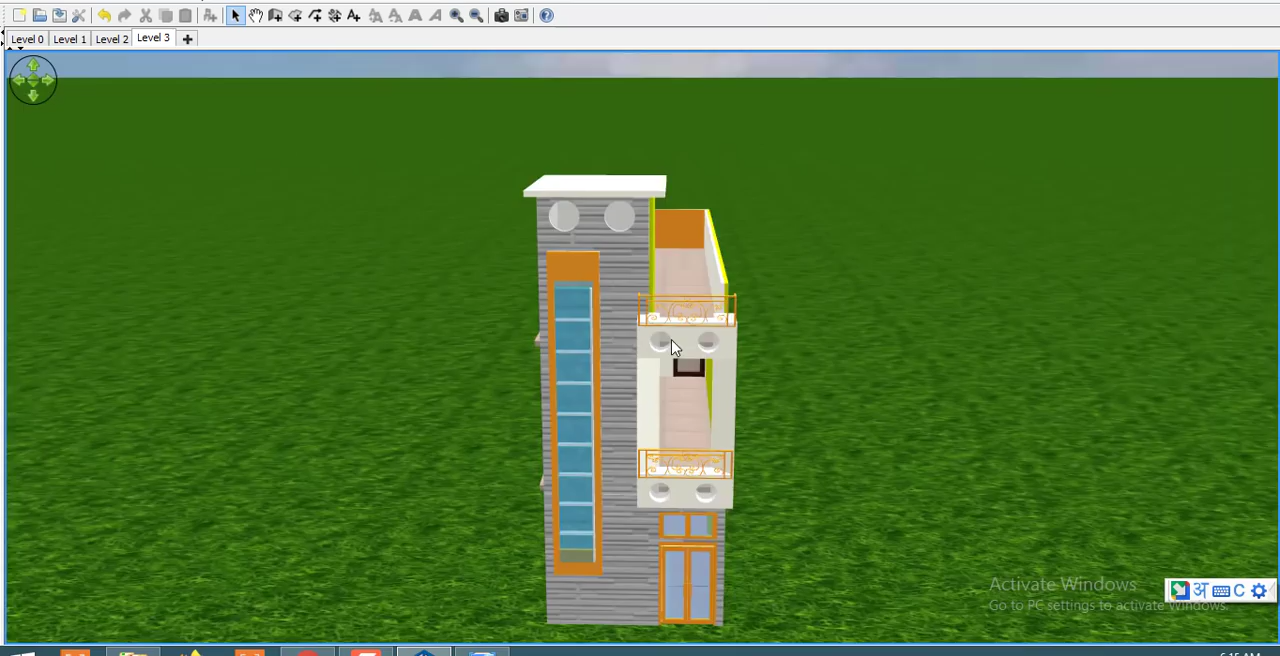 Level 0 Level 1 Level 2 Level 3
Activate Windows
Go to PC settings to activate Windows.
अ C